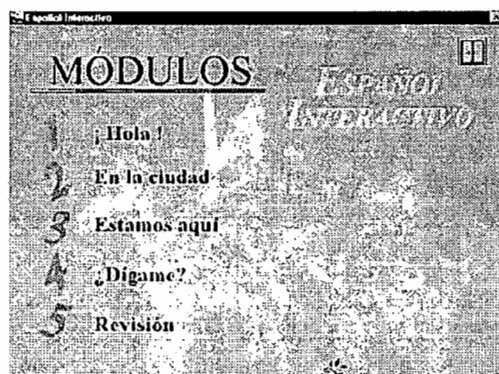 Español Interactivo
MÓDULOS
ESPAÑOL
INTERACTIVO
1 ¡Hola!
2 En la ciudad
3 Estamos aquí
4 ¿Dígame?
5 Revisión